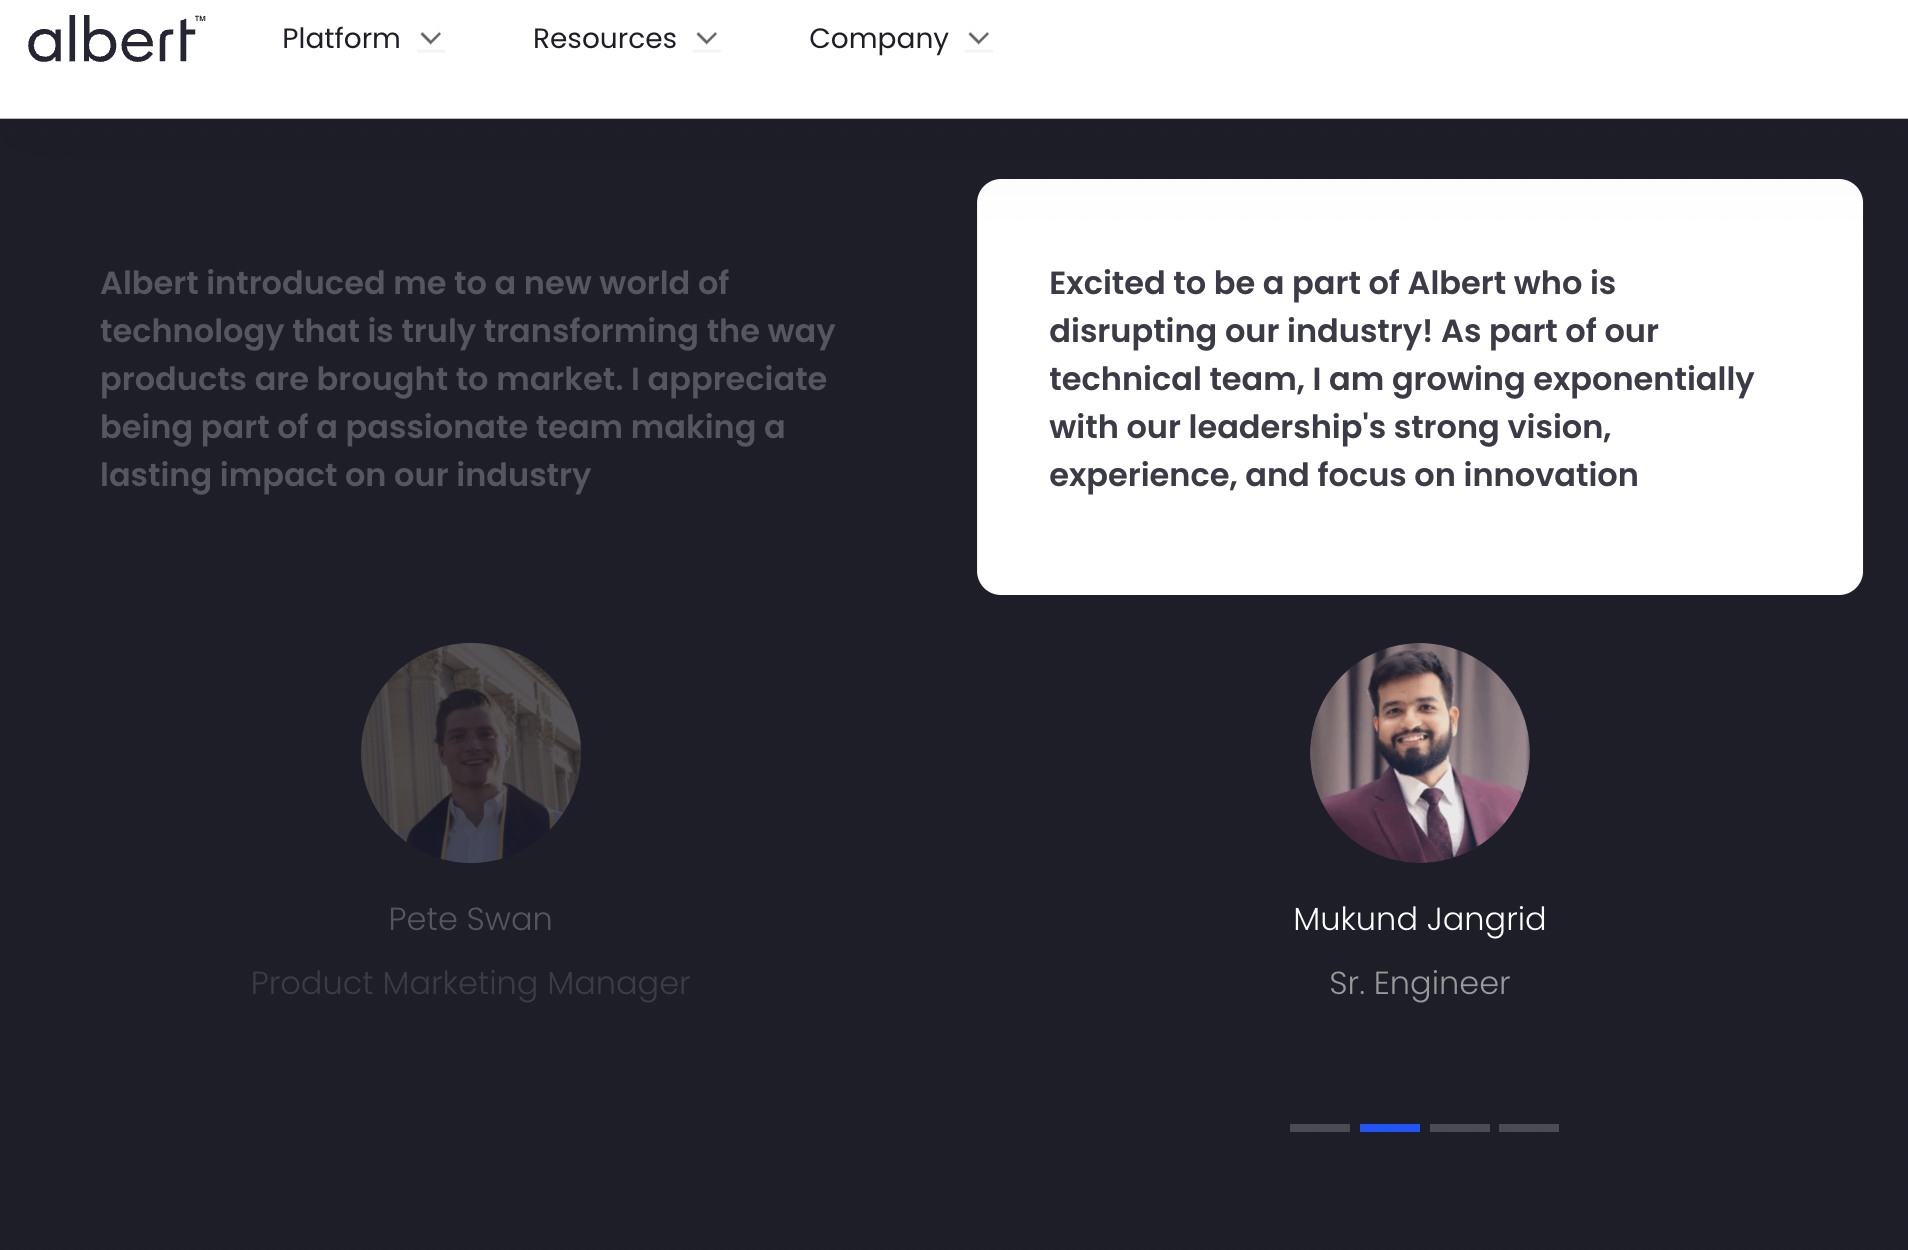 albert™
Platform
Resources
Company
Albert introduced me to a new world of
technology that is truly transforming the way
products are brought to market. I appreciate
being part of a passionate team making a
lasting impact on our industry
Pete Swan
Product Marketing Manager
Excited to be a part of Albert who is
disrupting our industry! As part of our
technical team, I am growing exponentially
with our leadership's strong vision,
experience, and focus on innovation
Mukund Jangrid
Sr. Engineer